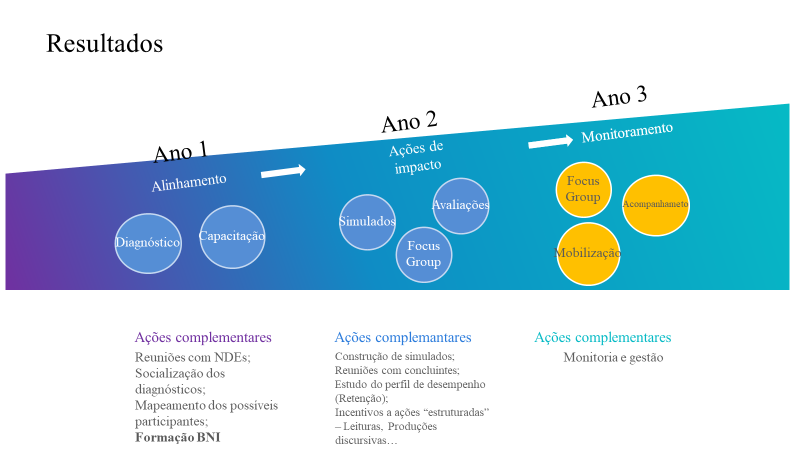 Resultados
Ano 1
Alinhamento
Diagnóstico
Capacitação
Ano 2
Ações de
impacto
Simulados
Avaliações
Focus
Group
Ano 3
Monitoramento
Focus
Group
Acompanhameto
Mobilização
Ações complementares
Reuniões com NDEs;
Socialização dos
diagnósticos;
Mapeamento dos possíveis
participantes;
Formação BNI
Ações complemantares
Construção de simulados;
Reuniões com concluintes;
Estudo do perfil de desempenho
(Retenção);
Incentivos a ações “estruturadas”
– Leituras, Produções
discursivas…
Ações complementares
Monitoria e gestão